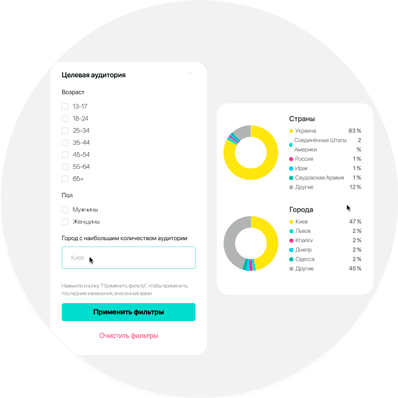 Целевая аудитория
Возраст
13-17
18-24
25-34
35-44
45-54
55-64
65+
Пол
Мужчины
Женщины
Город с наибольшим количеством аудитории
Киев
Нажмите кнопку "Применить фильтр", чтобы применить
последние изменения, внесенные вами
Применить фильтры
Очистить фильтры
Страны
Украина 83 %
Соединённые Штаты 2
Америки %
Россия 1 %
Ирак 1 %
Саудовская Аравия 1 %
Другие 12 %
Города
Киев 47 %
Львов 2 %
Kharkiv 2 %
Днепр 2 %
Одесса 2 %
Другие 45 %